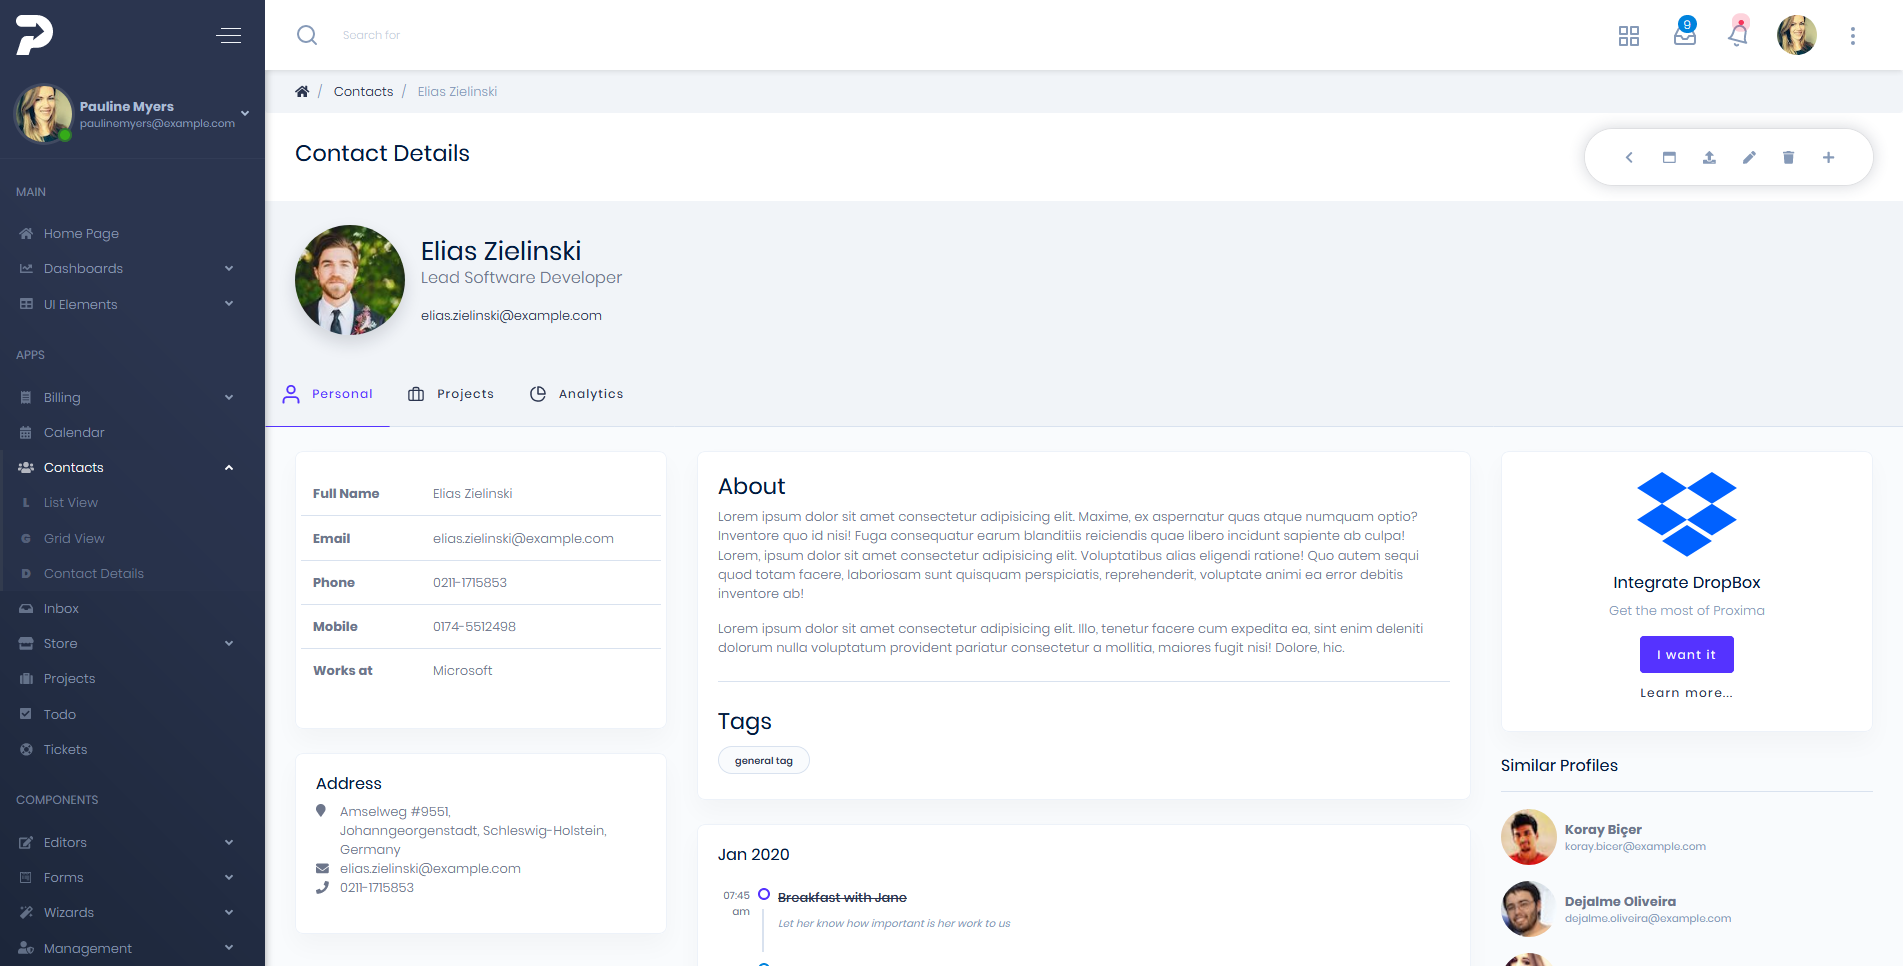 Pauline Myers
paulinemyers@example.com
MAIN
Home Page
Dashboards
UI Elements
APPS
Billing
Calendar
Contacts
L List View
G Grid View
D Contact Details
Inbox
Store
Projects
Todo
Tickets
COMPONENTS
Editors
Forms
Wizards
Management
Search for
9
/ Contacts / Elias Zielinski
Contact Details
Elias Zielinski
Lead Software Developer
elias.zielinski@example.com
Personal Projects Analytics
Full Name Elias Zielinski
Email elias.zielinski@example.com
Phone 0211-1715853
Mobile 0174-5512498
Works at Microsoft
Address
Amselweg #9551,
Johanngeorgenstadt, Schleswig-Holstein,
Germany
elias.zielinski@example.com
0211-1715853
About
Lorem ipsum dolor sit amet consectetur adipisicing elit. Maxime, ex aspernatur quas atque numquam optio?
Inventore quo id nisi! Fuga consequatur earum blanditiis reiciendis quae libero incidunt sapiente ab culpa!
Lorem, ipsum dolor sit amet consectetur adipisicing elit. Voluptatibus alias eligendi ratione! Quo autem sequi
quod totam facere, laboriosam sunt quisquam perspiciatis, reprehenderit, voluptate animi ea error debitis
inventore ab!
Lorem ipsum dolor sit amet consectetur adipisicing elit. Illo, tenetur facere cum expedita ea, sint enim deleniti
dolorum nulla voluptatum provident pariatur consectetur a mollitia, maiores fugit nisi! Dolore, hic.
Tags
general tag
Jan 2020
07:45 am
Breakfast with Jane
Let her know how important is her work to us
Integrate DropBox
Get the most of Proxima
I want it
Learn more...
Similar Profiles
Koray Biçer
koray.bicer@example.com
Dejalme Oliveira
dejalme.oliveira@example.com